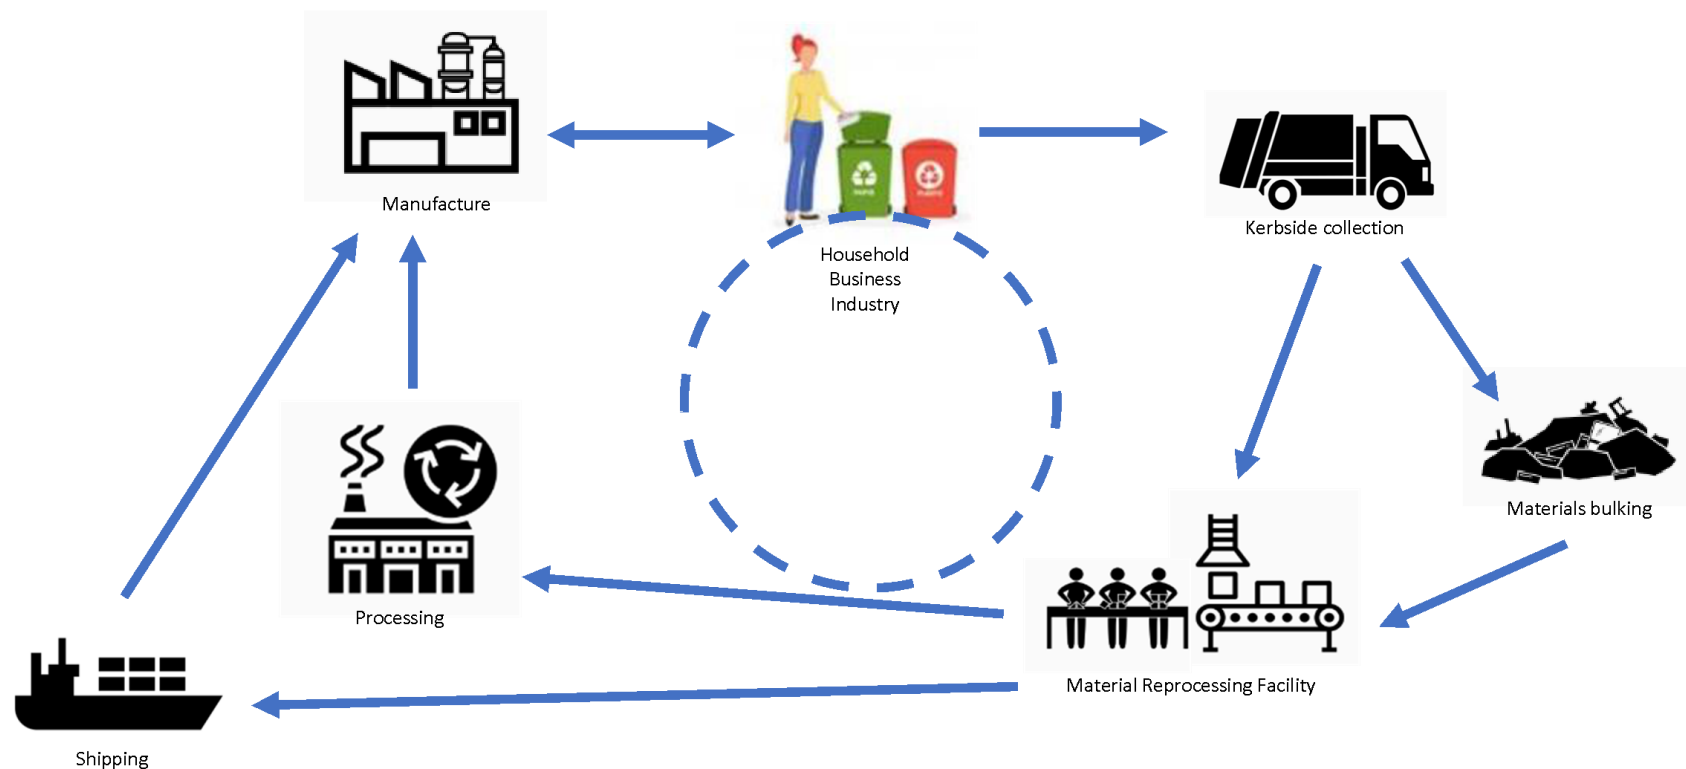 Manufacture
Household
Business
Industry
Kerbside collection
Materials bulking
Processing
Material Reprocessing Facility
Shipping